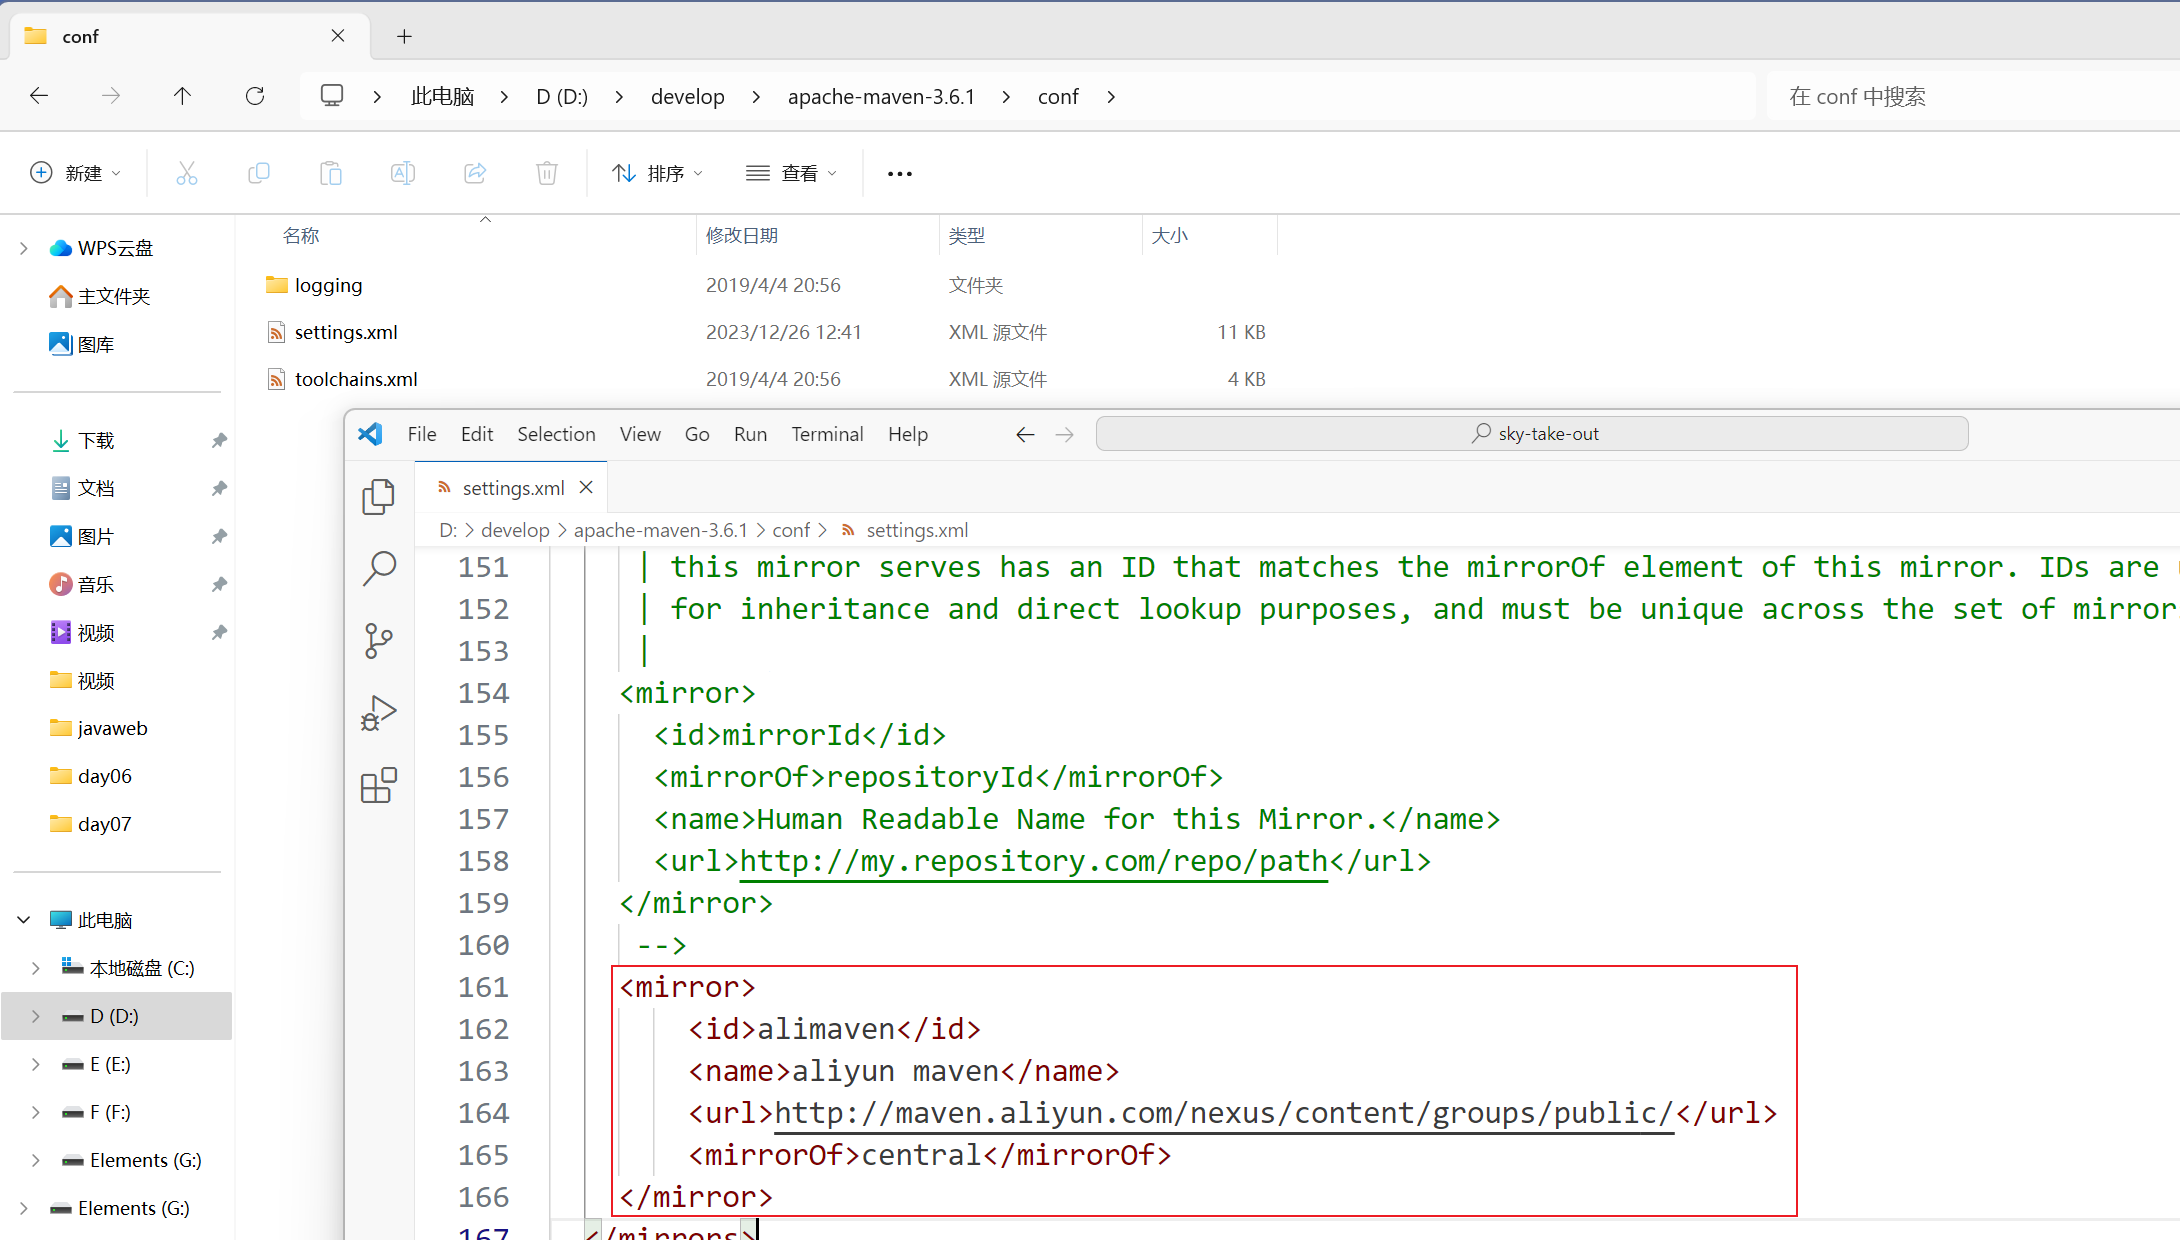 conf
此电脑 D (D:) develop apache-maven-3.6.1 conf
在 conf 中搜索
新建 排序 查看
名称 修改日期 类型 大小
logging 2019/4/4 20:56 文件夹
settings.xml 2023/12/26 12:41 XML 源文件 11 KB
toolchains.xml 2019/4/4 20:56 XML 源文件 4 KB
WPS云盘
主文件夹
图库
下载
文档
图片
音乐
视频
视频
javaweb
day06
day07
此电脑
本地磁盘 (C:)
D (D:)
E (E:)
F (F:)
Elements (G:)
Elements (G:)
File Edit Selection View Go Run Terminal Help
sky-take-out
settings.xml
D: develop apache-maven-3.6.1 conf settings.xml
151 | this mirror serves has an ID that matches the mirrorOf element of this mirror. IDs are
152 | for inheritance and direct lookup purposes, and must be unique across the set of mirror
153 |
154 <mirror>
155 <id>mirrorId</id>
156 <mirrorOf>repositoryId</mirrorOf>
157 <name>Human Readable Name for this Mirror.</name>
158 <url>http://my.repository.com/repo/path</url>
159 </mirror>
160 -->
161 <mirror>
162 <id>alimaven</id>
163 <name>aliyun maven</name>
164 <url>http://maven.aliyun.com/nexus/content/groups/public/</url>
165 <mirrorOf>central</mirrorOf>
166 </mirror>
167 </mirrors>